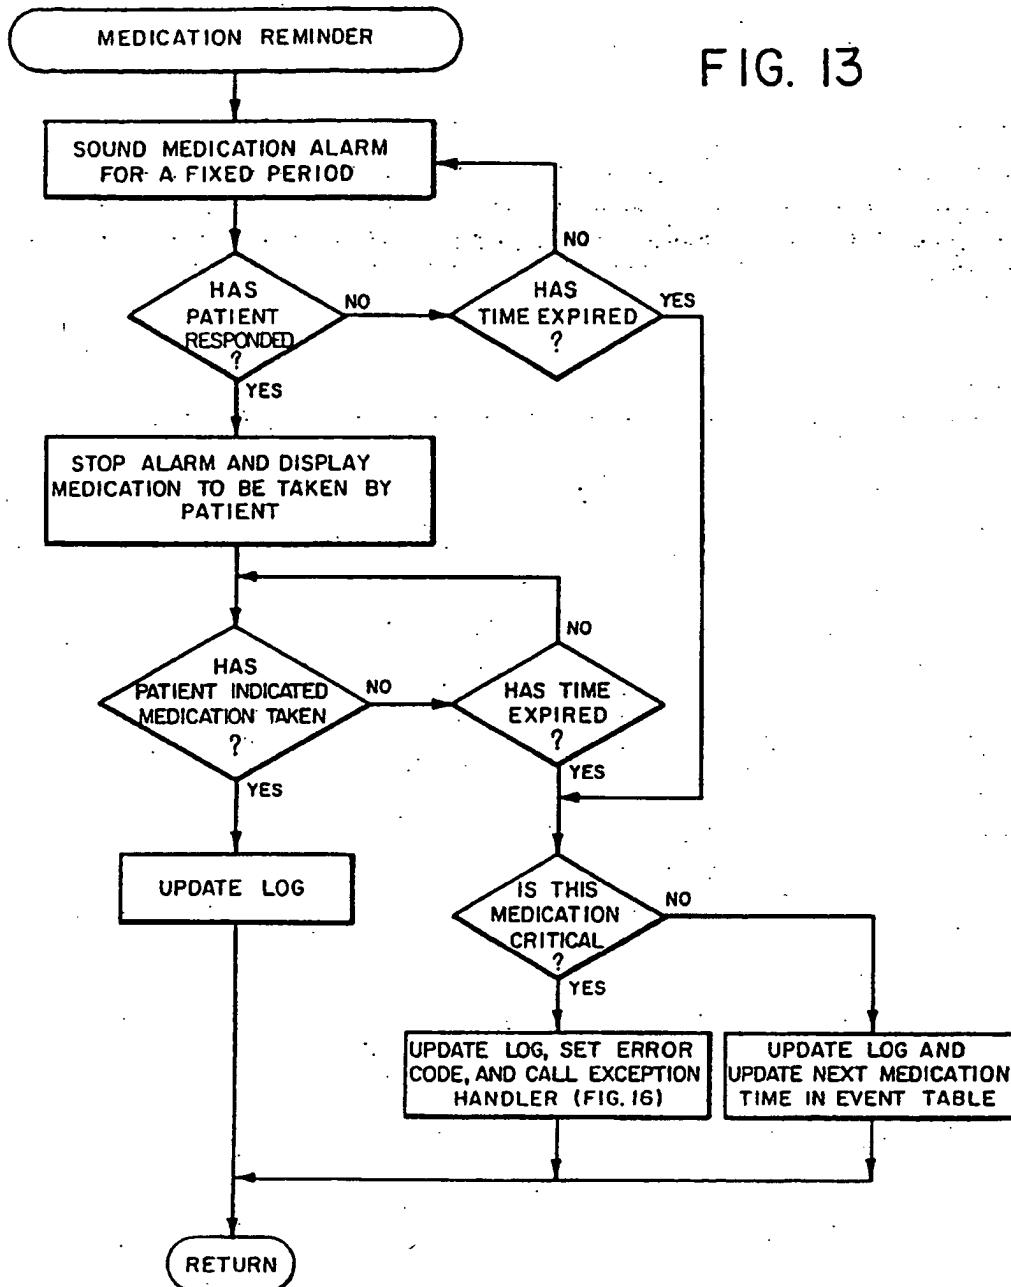 MEDICATION REMINDER
FIG. 13
SOUND MEDICATION ALARM
FOR A FIXED PERIOD
NO
HAS
PATIENT
RESPONDED
?
NO
HAS
TIME EXPIRED
?
YES
YES
STOP ALARM AND DISPLAY
MEDICATION TO BE TAKEN BY
PATIENT
NO
HAS
PATIENT INDICATED
MEDICATION TAKEN
?
NO
HAS TIME
EXPIRED
?
YES
YES
UPDATE LOG
IS THIS
MEDICATION
CRITICAL
?
NO
YES
UPDATE LOG, SET ERROR
CODE, AND CALL EXCEPTION
HANDLER (FIG. 16)
UPDATE LOG AND
UPDATE NEXT MEDICATION
TIME IN EVENT TABLE
RETURN